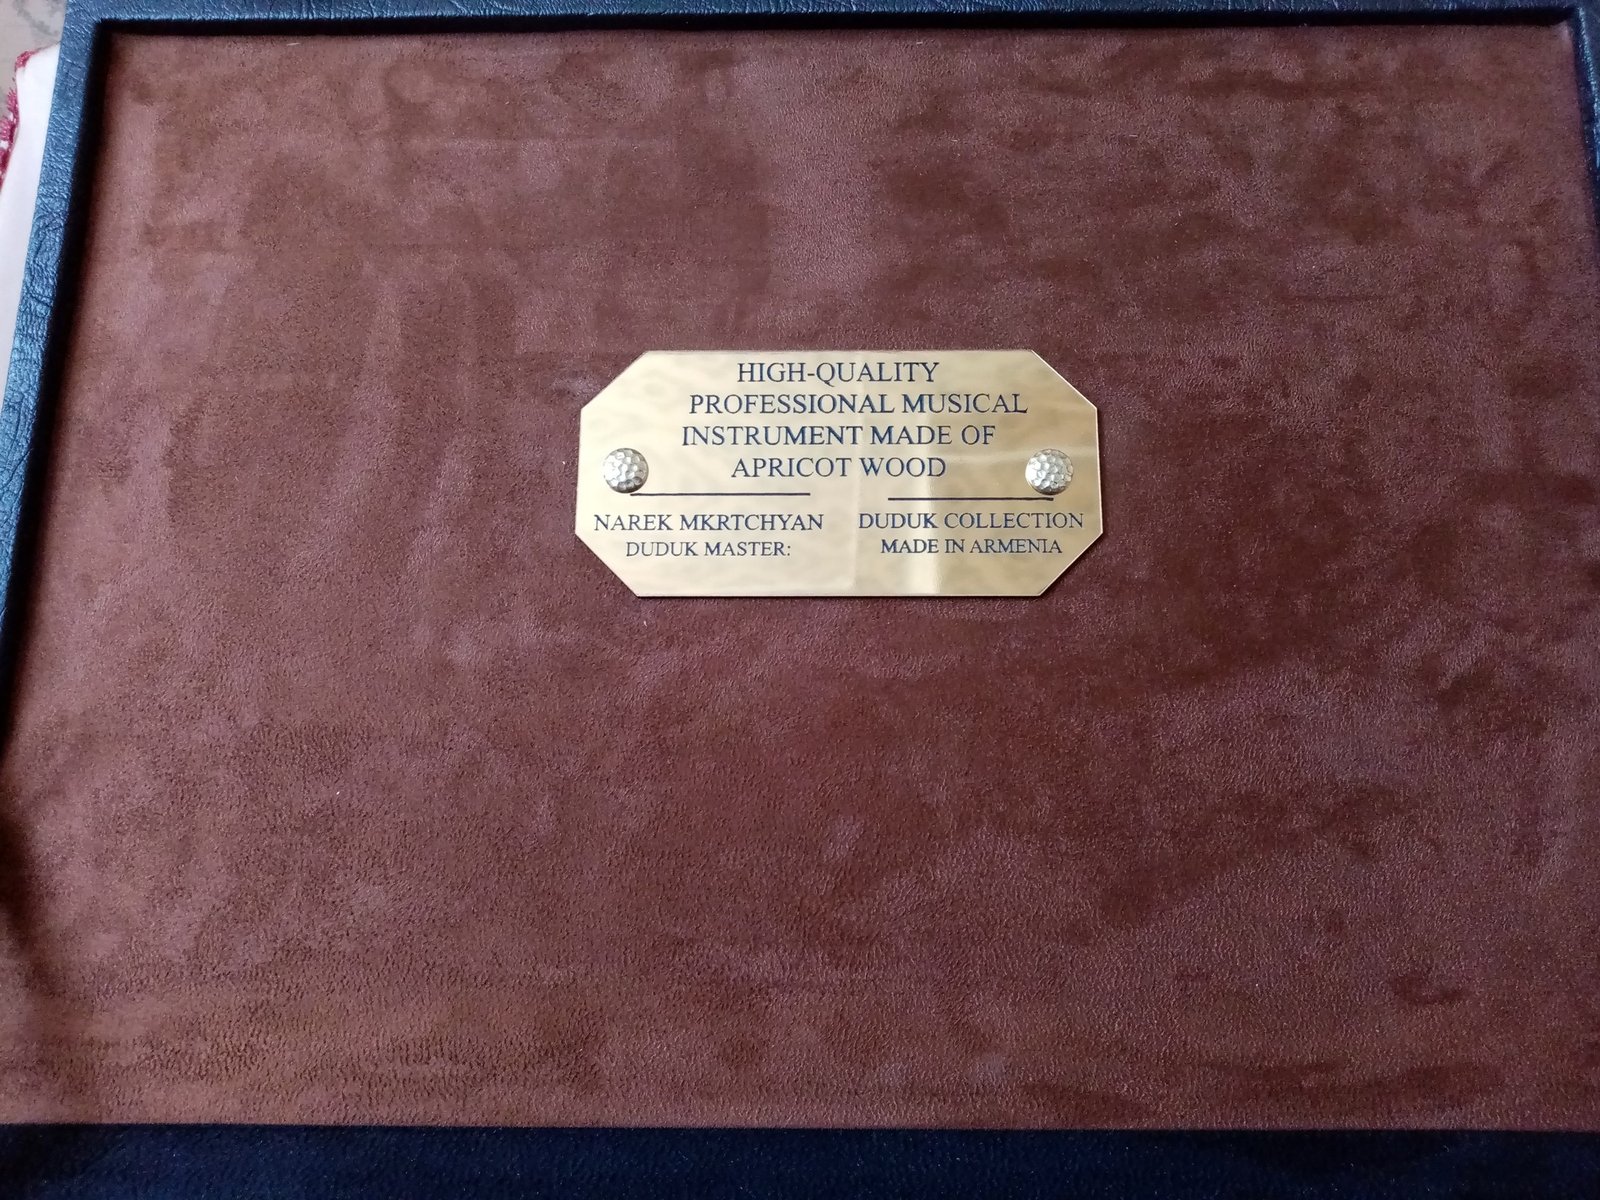 HIGH-QUALITY
PROFESSIONAL MUSICAL
INSTRUMENT MADE OF
APRICOT WOOD
NAREK MKRTCHYAN
DUDUK MASTER:
DUDUK COLLECTION
MADE IN ARMENIA